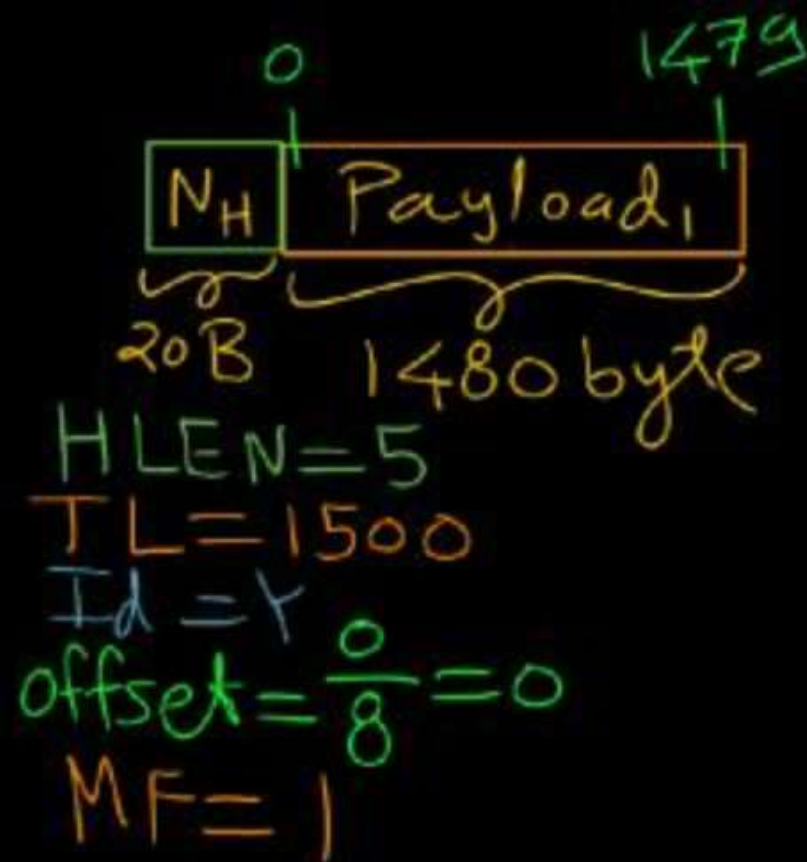 0 1479
NH Payload1
20B 1480 byte
HLEN=5
TL=1500
Id=Y
offset=0/8=0
MF=1